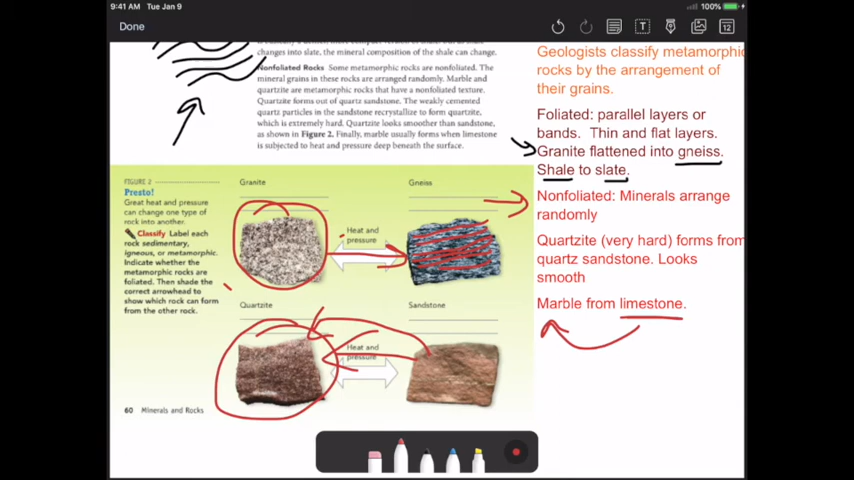 9:41 AM Tue Jan 9
100%
Done
T
12
changes into slate, the mineral composition of the shale can change.
Nonfoliated Rocks Some metamorphic rocks are nonfoliated. The
mineral grains in these rocks are arranged randomly. Marble and
quartzite are metamorphic rocks that have a nonfoliated texture.
Quartzite forms out of quartz sandstone. The weakly cemented
quartz particles in the sandstone recrystallize to form quartzite,
which is extremely hard. Quartzite looks smoother than sandstone,
as shown in Figure 2. Finally, marble usually forms when limestone
is subjected to heat and pressure deep beneath the surface.
FIGURE 2
Presto!
Great heat and pressure
can change one type of
rock into another.
Classify Label each
rock sedimentary,
igneous, or metamorphic.
Indicate whether the
metamorphic rocks are
foliated. Then shade the
correct arrowhead to
show which rock can form
from the other rock.
Granite
Heat and
pressure
Gneiss
Quartzite
Heat and
pressure
Sandstone
60 Minerals and Rocks
Geologists classify metamorphic
rocks by the arrangement of
their grains.
Foliated: parallel layers or
bands. Thin and flat layers.
Granite flattened into gneiss.
Shale to slate.
Nonfoliated: Minerals arrange
randomly
Quartzite (very hard) forms from
quartz sandstone. Looks
smooth
Marble from limestone.